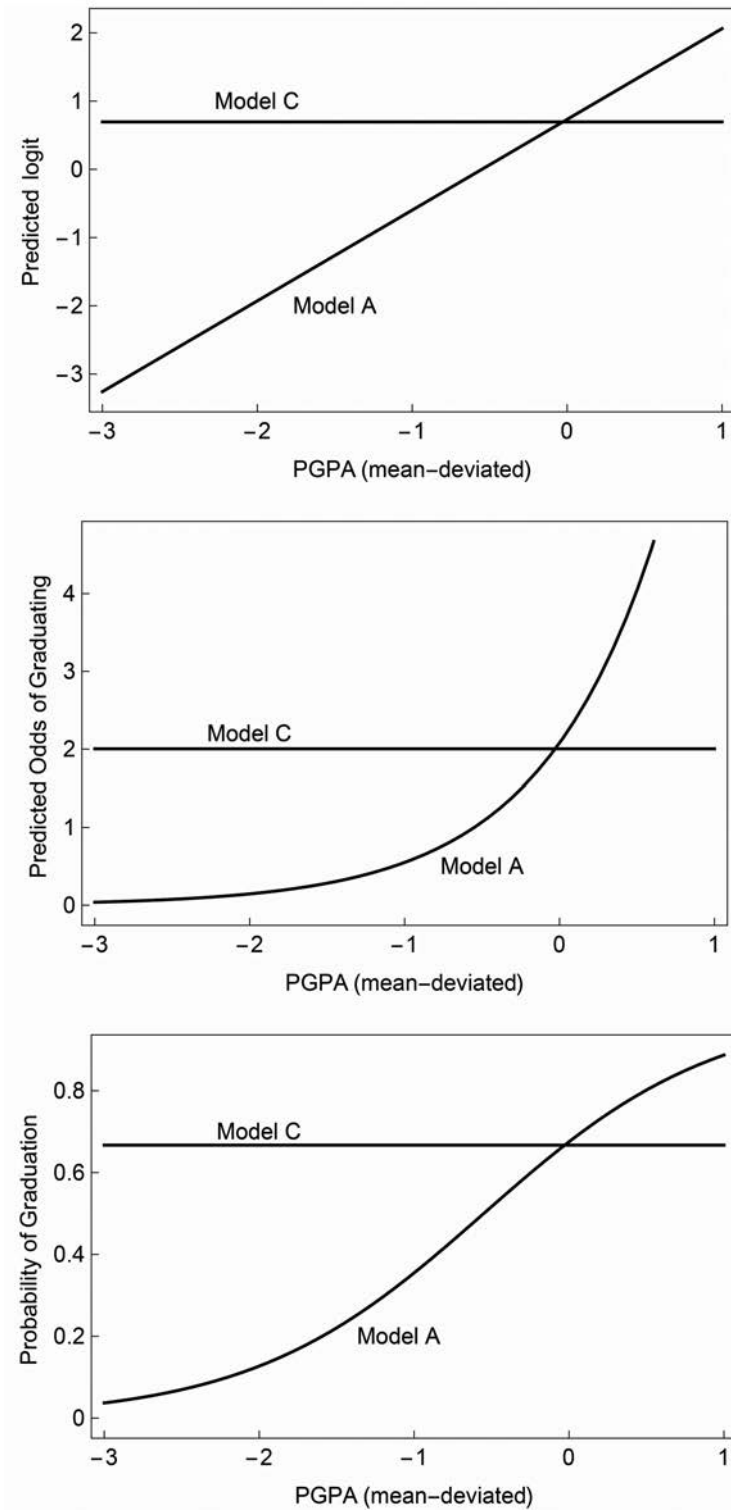 2
1
0
−1
−2
−3
Predicted logit
Model C
Model A
−3 −2 −1 0 1
PGPA (mean−deviated)
4
3
2
1
0
Predicted Odds of Graduating
Model C
Model A
−3 −2 −1 0 1
PGPA (mean−deviated)
0.8
0.6
0.4
0.2
0
Probability of Graduation
Model C
Model A
−3 −2 −1 0 1
PGPA (mean−deviated)